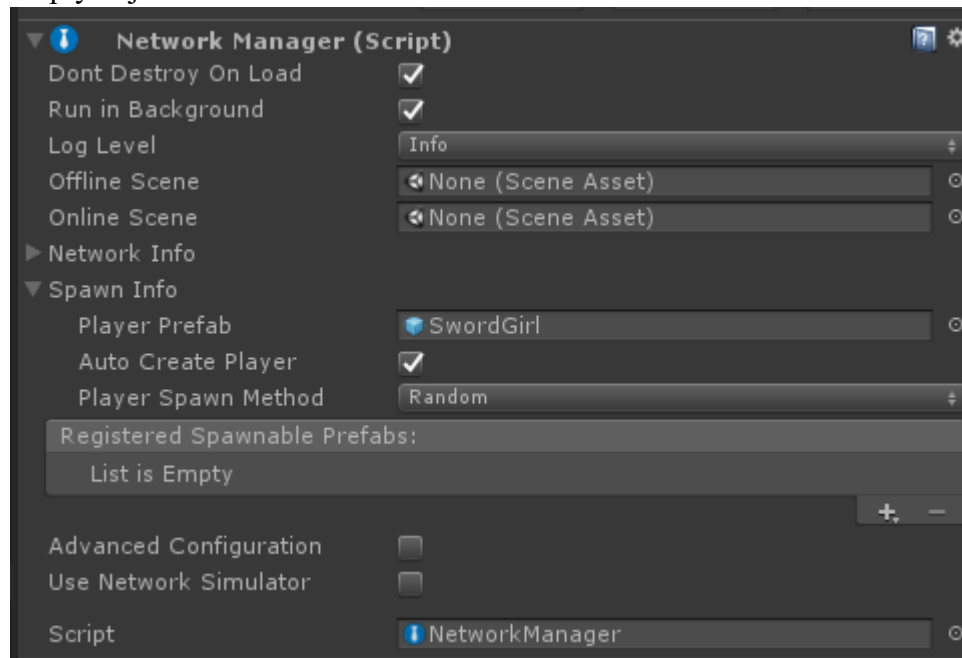 Network Manager (Script)
Dont Destroy On Load
Run in Background
Log Level Info
Offline Scene None (Scene Asset)
Online Scene None (Scene Asset)
Network Info
Spawn Info
Player Prefab SwordGirl
Auto Create Player
Player Spawn Method Random
Registered Spawnable Prefabs:
List is Empty
Advanced Configuration
Use Network Simulator
Script NetworkManager